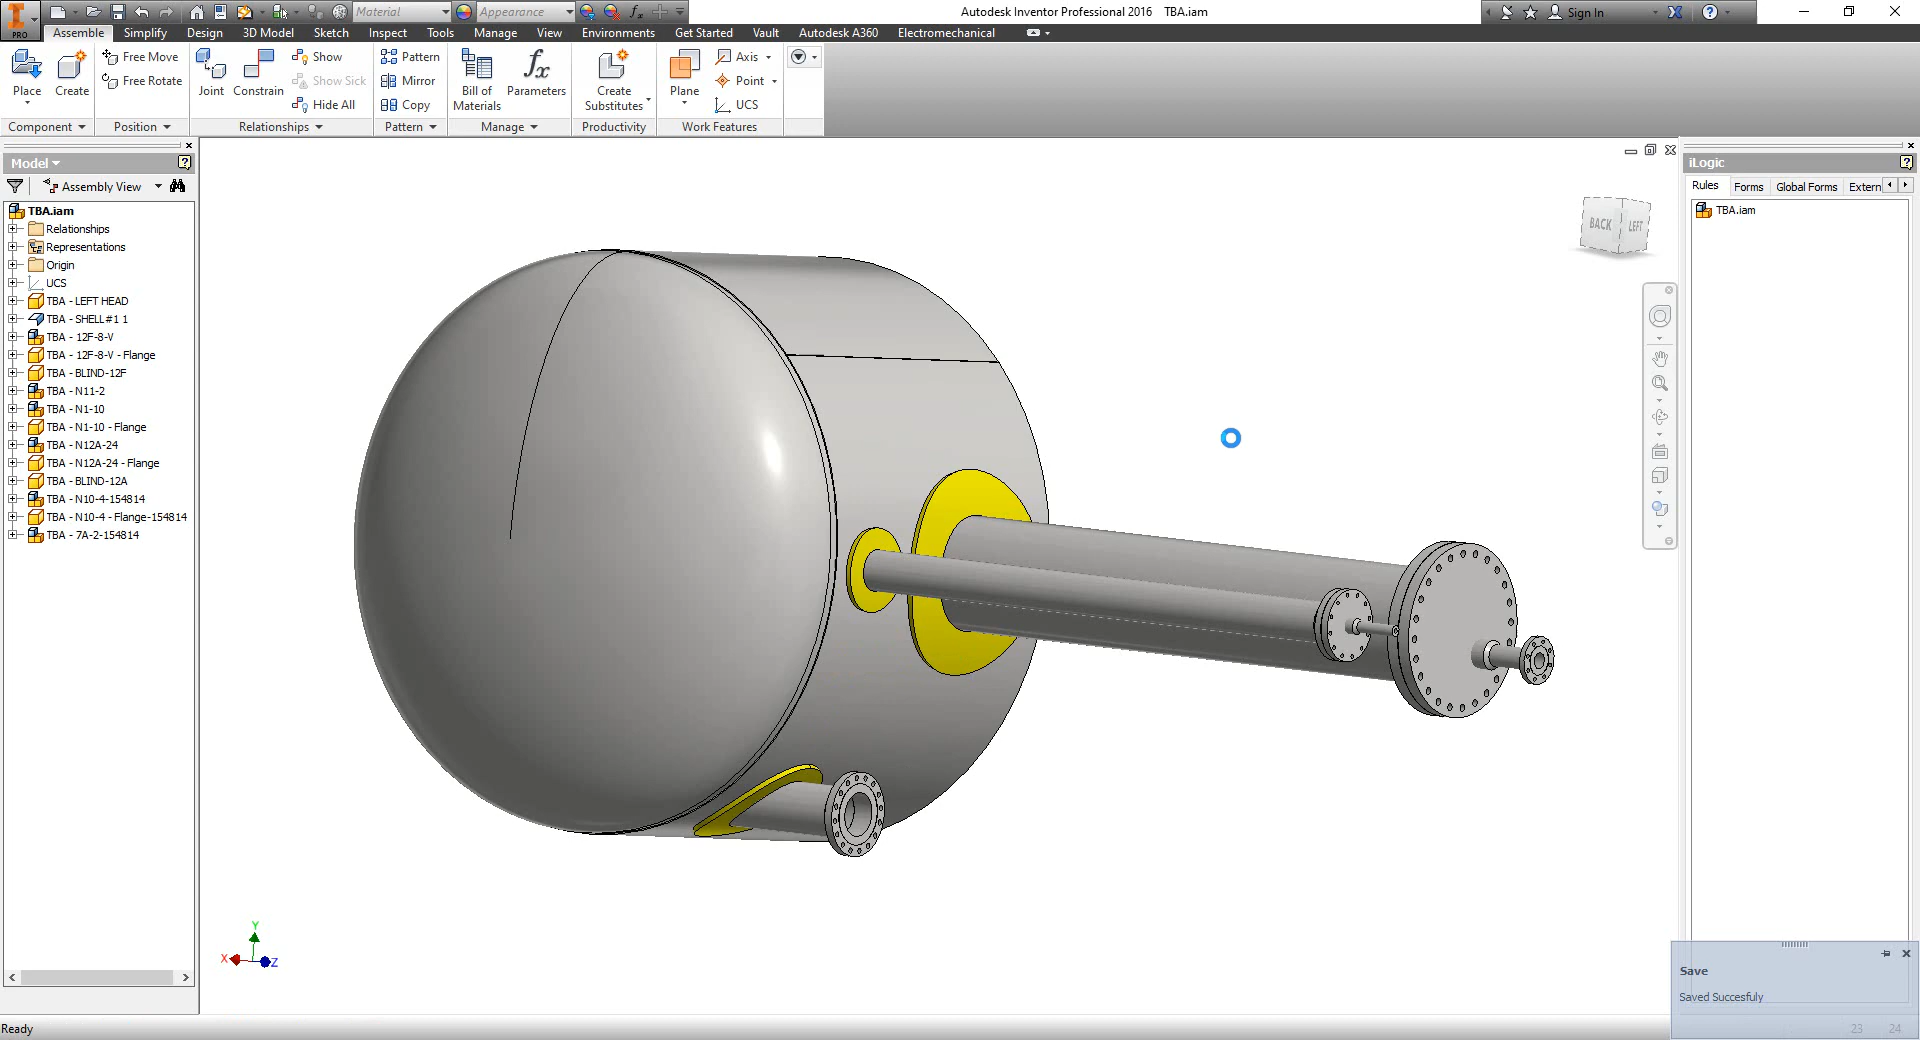 PRO
Material
Appearance
fx
Autodesk Inventor Professional 2016 TBA.iam
Sign In
Assemble Simplify Design 3D Model Sketch Inspect Tools Manage View Environments Get Started Vault Autodesk A360 Electromechanical
Place
Create
Free Move
Free Rotate
Joint
Constrain
Show
Show Sick
Hide All
Pattern
Mirror
Copy
Bill of
Materials
fx
Parameters
Create
Substitutes
Plane
Axis
Point
UCS
Component Position Relationships Pattern Manage Productivity Work Features
Model
Assembly View
TBA.iam
Relationships
Representations
Origin
UCS
TBA - LEFT HEAD
TBA - SHELL#1 1
TBA - 12F-8-V
TBA - 12F-8-V - Flange
TBA - BLIND-12F
TBA - N11-2
TBA - N1-10
TBA - N1-10 - Flange
TBA - N12A-24
TBA - N12A-24 - Flange
TBA - BLIND-12A
TBA - N10-4-154814
TBA - N10-4 - Flange-154814
TBA - 7A-2-154814
BACK LEFT
Y
X
Z
iLogic
Rules Forms Global Forms Extern
TBA.iam
Save
Saved Succesfuly
23 24
Ready